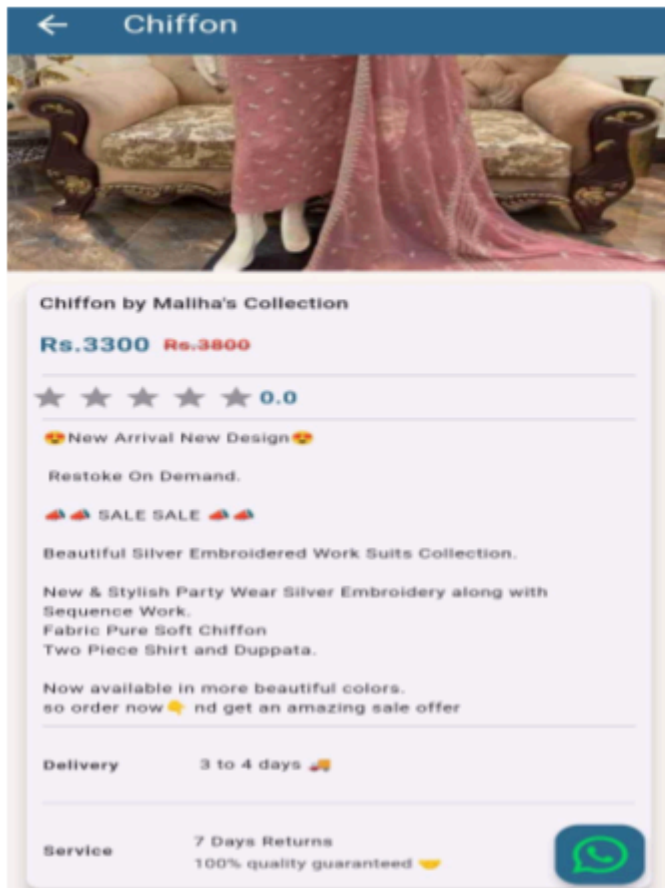 Chiffon
Chiffon by Maliha's Collection
Rs.3300 Rs.3800
0.0
😍New Arrival New Design😍
Restoke On Demand.
📣📣 SALE SALE 📣📣
Beautiful Silver Embroidered Work Suits Collection.
New & Stylish Party Wear Silver Embroidery along with
Sequence Work.
Fabric Pure Soft Chiffon
Two Piece Shirt and Duppata.
Now available in more beautiful colors.
so order now👇 nd get an amazing sale offer
Delivery 3 to 4 days 🚚
Service 7 Days Returns
100% quality guaranteed 🤝